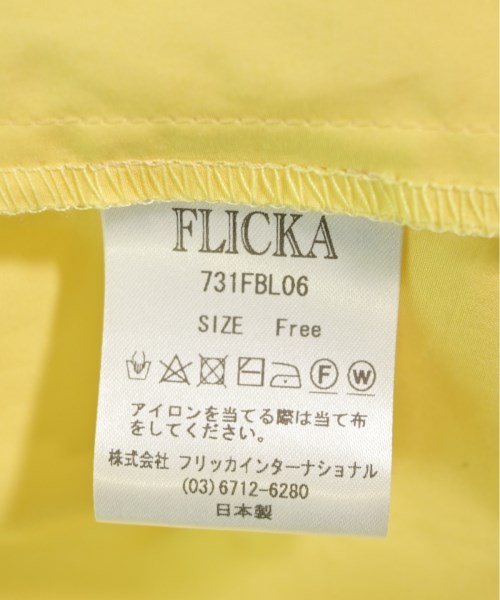 FLICKA
731FBL06
SIZE Free
F W
アイロンを当てる際は当て布
をしてください。
株式会社 フリッカインターナショナル
(03)6712-6280
日本製